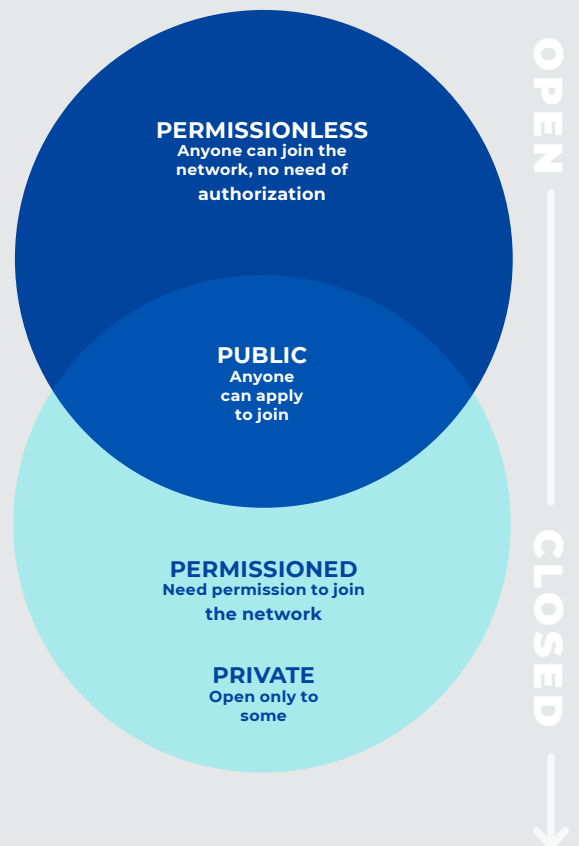 PERMISSIONLESS
Anyone can join the
network, no need of
authorization
PUBLIC
Anyone
can apply
to join
PERMISSIONED
Need permission to join
the network
PRIVATE
Open only to
some
OPEN
CLOSED